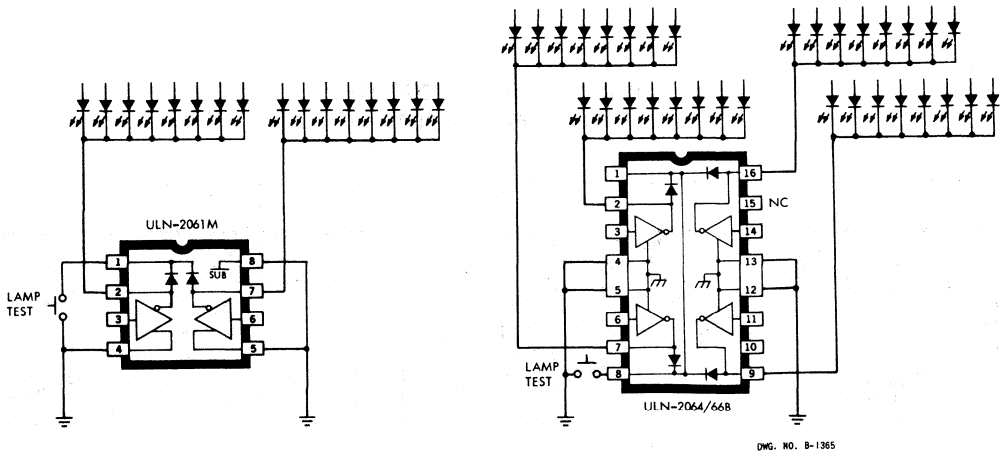 ULN-2061M
1
8
SUB
2
7
LAMP
TEST
3
6
4
5
1
16
2
15
NC
3
14
4
13
5
12
6
11
7
10
LAMP
TEST
8
9
ULN-2064/66B
DWG. NO. B-1365